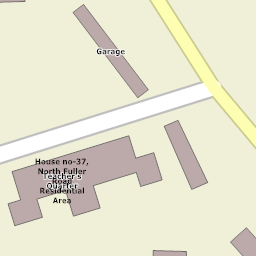 Garage
House no-37,
North Fuller
Road
Residential
Area
Teacher's
Quarter